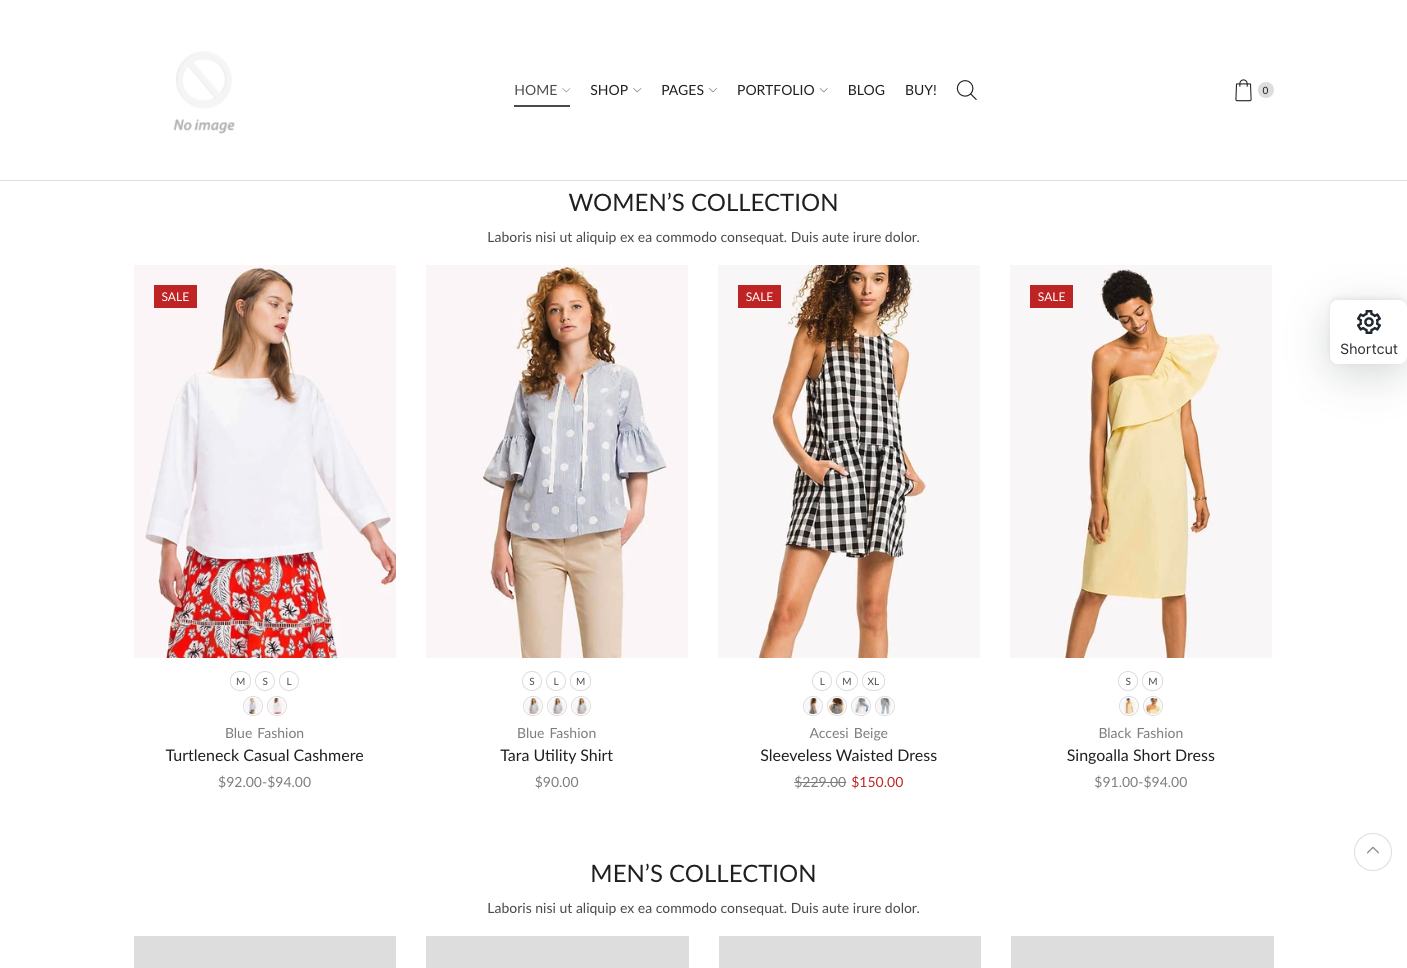 No image
HOME SHOP PAGES PORTFOLIO BLOG BUY! 0
WOMEN’S COLLECTION
Laboris nisi ut aliquip ex ea commodo consequat. Duis aute irure dolor.
SALE SALE SALE
Shortcut
M S L S L M L M XL S M
Blue Fashion Blue Fashion Accesi Beige Black Fashion
Turtleneck Casual Cashmere Tara Utility Shirt Sleeveless Waisted Dress Singoalla Short Dress
$92.00-$94.00 $90.00 $229.00 $150.00 $91.00-$94.00
MEN’S COLLECTION
Laboris nisi ut aliquip ex ea commodo consequat. Duis aute irure dolor.